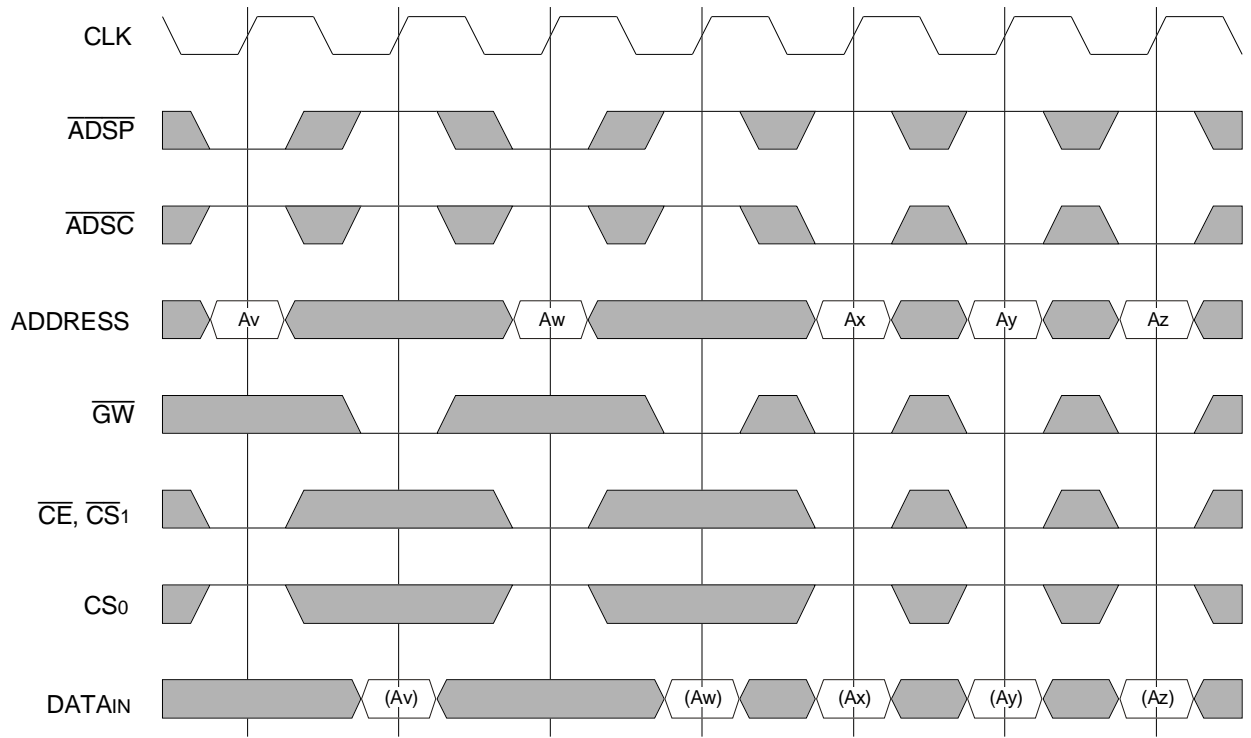 CLK
ADSP
ADSC
ADDRESS Av Aw Ax Ay Az
GW
CE, CS1
CS0
DATAIN (Av) (Aw) (Ax) (Ay) (Az)